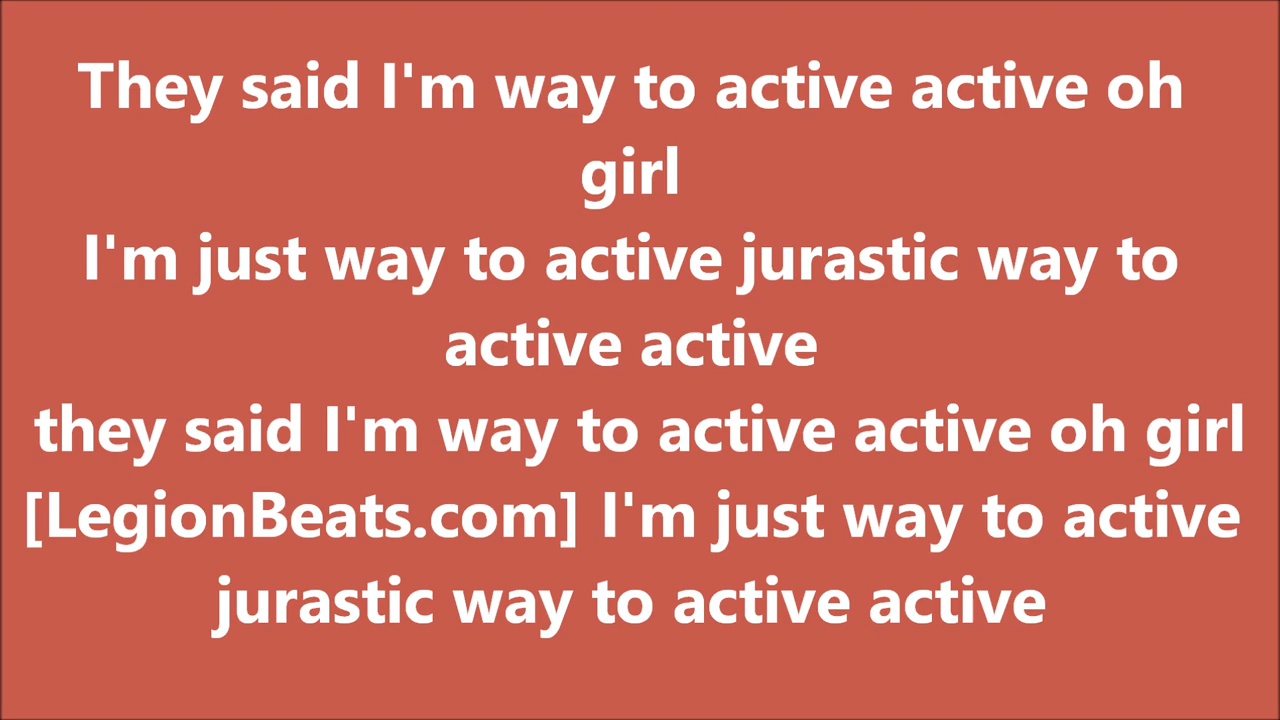 They said I'm way to active active oh
girl
I'm just way to active jurastic way to
active active
they said I'm way to active active oh girl
[LegionBeats.com] I'm just way to active
jurastic way to active active